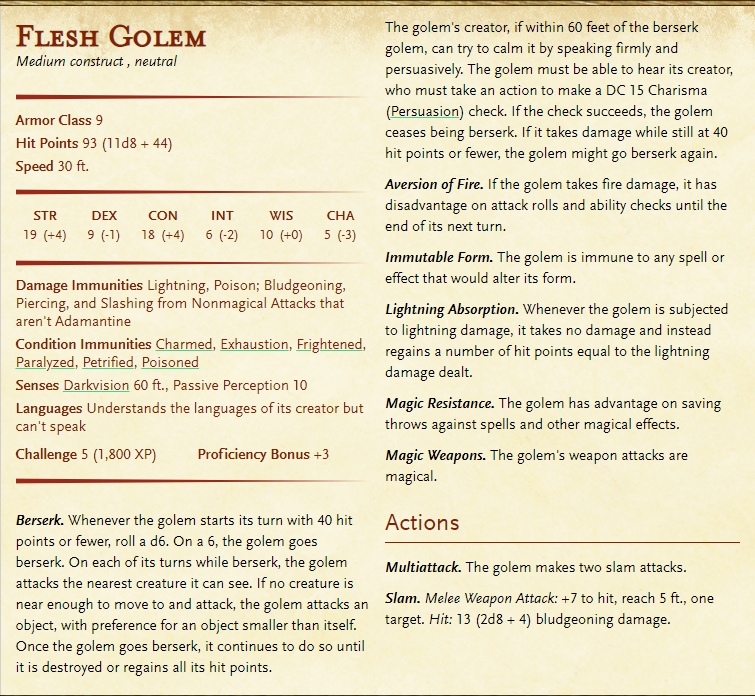 Flesh Golem
Medium construct , neutral
Armor Class 9
Hit Points 93 (11d8 + 44)
Speed 30 ft.
STR DEX CON INT WIS CHA
19 (+4) 9 (-1) 18 (+4) 6 (-2) 10 (+0) 5 (-3)
Damage Immunities Lightning, Poison; Bludgeoning,
Piercing, and Slashing from Nonmagical Attacks that
aren't Adamantine
Condition Immunities Charmed, Exhaustion, Frightened,
Paralyzed, Petrified, Poisoned
Senses Darkvision 60 ft., Passive Perception 10
Languages Understands the languages of its creator but
can't speak
Challenge 5 (1,800 XP) Proficiency Bonus +3
Berserk. Whenever the golem starts its turn with 40 hit
points or fewer, roll a d6. On a 6, the golem goes
berserk. On each of its turns while berserk, the golem
attacks the nearest creature it can see. If no creature is
near enough to move to and attack, the golem attacks an
object, with preference for an object smaller than itself.
Once the golem goes berserk, it continues to do so until
it is destroyed or regains all its hit points.
The golem's creator, if within 60 feet of the berserk
golem, can try to calm it by speaking firmly and
persuasively. The golem must be able to hear its creator,
who must take an action to make a DC 15 Charisma
(Persuasion) check. If the check succeeds, the golem
ceases being berserk. If it takes damage while still at 40
hit points or fewer, the golem might go berserk again.
Aversion of Fire. If the golem takes fire damage, it has
disadvantage on attack rolls and ability checks until the
end of its next turn.
Immutable Form. The golem is immune to any spell or
effect that would alter its form.
Lightning Absorption. Whenever the golem is subjected
to lightning damage, it takes no damage and instead
regains a number of hit points equal to the lightning
damage dealt.
Magic Resistance. The golem has advantage on saving
throws against spells and other magical effects.
Magic Weapons. The golem's weapon attacks are
magical.
Actions
Multiattack. The golem makes two slam attacks.
Slam. Melee Weapon Attack: +7 to hit, reach 5 ft., one
target. Hit: 13 (2d8 + 4) bludgeoning damage.